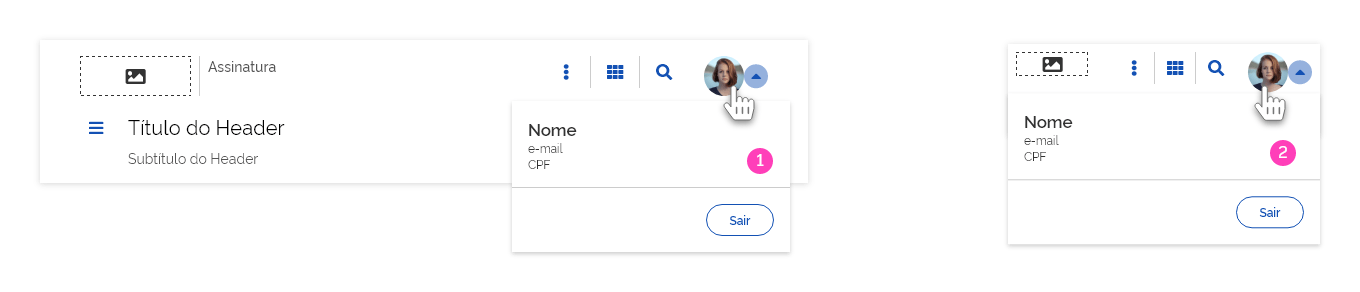 Assinatura
Título do Header
Subtítulo do Header
Nome
e-mail
CPF
1
Sair
Nome
e-mail
CPF
2
Sair